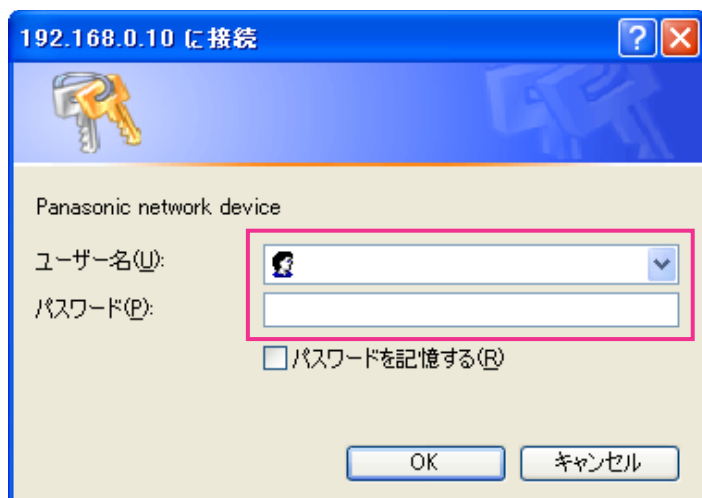 192.168.0.10 に接続
Panasonic network device
ユーザー名(U):
パスワード(P):
パスワードを記憶する(R)
OK キャンセル